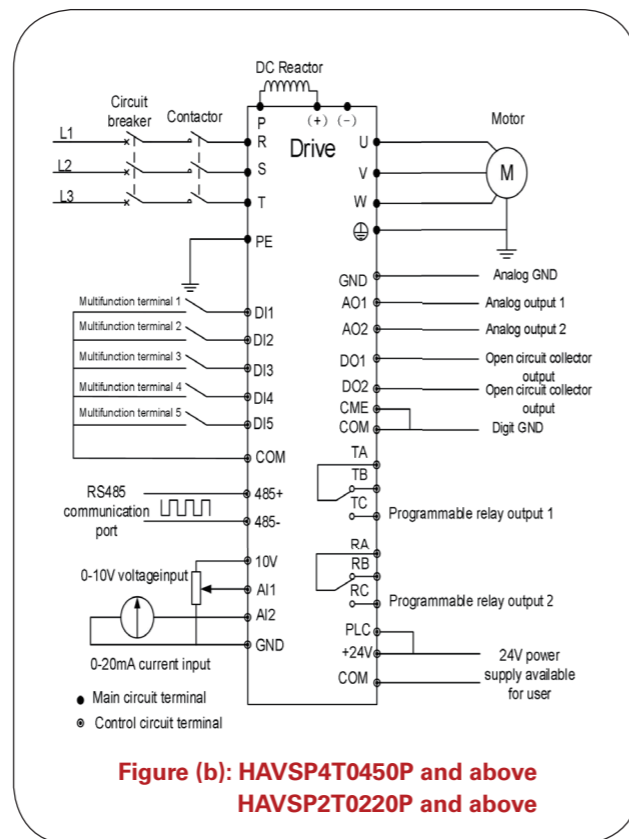 DC Reactor
Circuit
breaker
Contactor
Motor
P
(+)
(-)
L1
R
Drive
U
L2
S
V
M
L3
T
W
PE
GND
Analog GND
Multifunction terminal 1
DI1
AO1
Analog output 1
Multifunction terminal 2
DI2
AO2
Analog output 2
Multifunction terminal 3
DI3
DO1
Open circuit collector
output
Multifunction terminal 4
DI4
DO2
Open circuit collector
output
Multifunction terminal 5
DI5
CME
COM
Digit GND
COM
TA
TB
TC
Programmable relay output 1
RS485
communication
port
485+
485-
10V
0-10V voltageinput
AI1
AI2
GND
0-20mA current input
RA
RB
RC
Programmable relay output 2
PLC
+24V
COM
24V power
supply available
for user
Main circuit terminal
Control circuit terminal
Figure (b): HAVSP4T0450P and above
HAVSP2T0220P and above